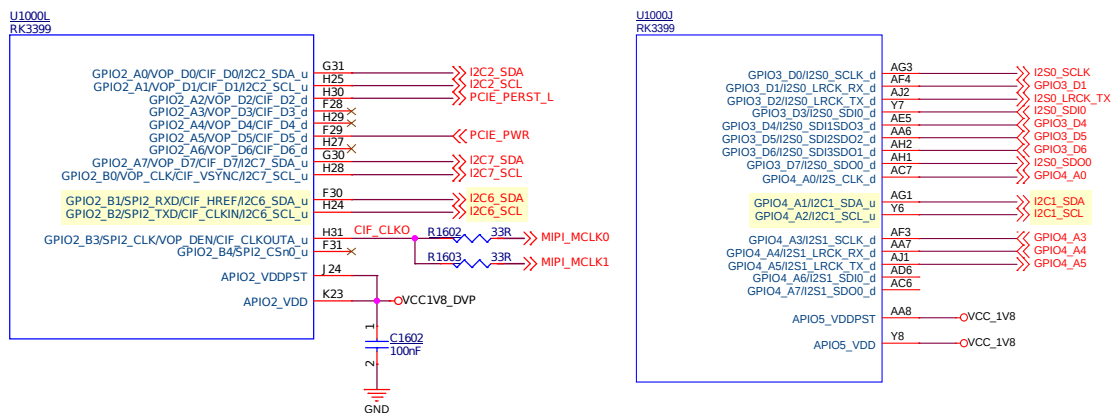 U1000L
RK3399
GPIO2_A0/VOP_D0/CIF_D0/I2C2_SDA_u G31 I2C2_SDA
GPIO2_A1/VOP_D1/CIF_D1/I2C2_SCL_u H25 I2C2_SCL
GPIO2_A2/VOP_D2/CIF_D2_d H30 PCIE_PERST_L
GPIO2_A3/VOP_D3/CIF_D3_d F28
GPIO2_A4/VOP_D4/CIF_D4_d H29
GPIO2_A5/VOP_D5/CIF_D5_d F29 PCIE_PWR
GPIO2_A6/VOP_D6/CIF_D6_d H27
GPIO2_A7/VOP_D7/CIF_D7/I2C7_SDA_u G30 I2C7_SDA
GPIO2_B0/VOP_CLK/CIF_VSYNC/I2C7_SCL_u H28 I2C7_SCL
GPIO2_B1/SPI2_RXD/CIF_HREF/I2C6_SDA_u F30 I2C6_SDA
GPIO2_B2/SPI2_TXD/CIF_CLKIN/I2C6_SCL_u H24 I2C6_SCL
GPIO2_B3/SPI2_CLK/VOP_DEN/CIF_CLKOUTA_u H31 CIF_CLKO R1602 33R MIPI_MCLK0
GPIO2_B4/SPI2_CSn0_u F31
R1603 33R MIPI_MCLK1
APIO2_VDDPST J24
APIO2_VDD K23 VCC1V8_DVP
1
C1602
100nF
2
GND
U1000J
RK3399
GPIO3_D0/I2S0_SCLK_d AG3 I2S0_SCLK
GPIO3_D1/I2S0_LRCK_RX_d AF4 GPIO3_D1
GPIO3_D2/I2S0_LRCK_TX_d AJ2 I2S0_LRCK_TX
GPIO3_D3/I2S0_SDI0_d Y7 I2S0_SDI0
GPIO3_D4/I2S0_SDI1SDO3_d AE5 GPIO3_D4
GPIO3_D5/I2S0_SDI2SDO2_d AA6 GPIO3_D5
GPIO3_D6/I2S0_SDI3SDO1_d AH2 GPIO3_D6
GPIO3_D7/I2S0_SDO0_d AH1 I2S0_SDO0
GPIO4_A0/I2S_CLK_d AC7 GPIO4_A0
GPIO4_A1/I2C1_SDA_u AG1 I2C1_SDA
GPIO4_A2/I2C1_SCL_u Y6 I2C1_SCL
GPIO4_A3/I2S1_SCLK_d AF3 GPIO4_A3
GPIO4_A4/I2S1_LRCK_RX_d AA7 GPIO4_A4
GPIO4_A5/I2S1_LRCK_TX_d AJ1 GPIO4_A5
GPIO4_A6/I2S1_SDI0_d AD6
GPIO4_A7/I2S1_SDO0_d AC6
APIO5_VDDPST AA8 VCC_1V8
APIO5_VDD Y8 VCC_1V8